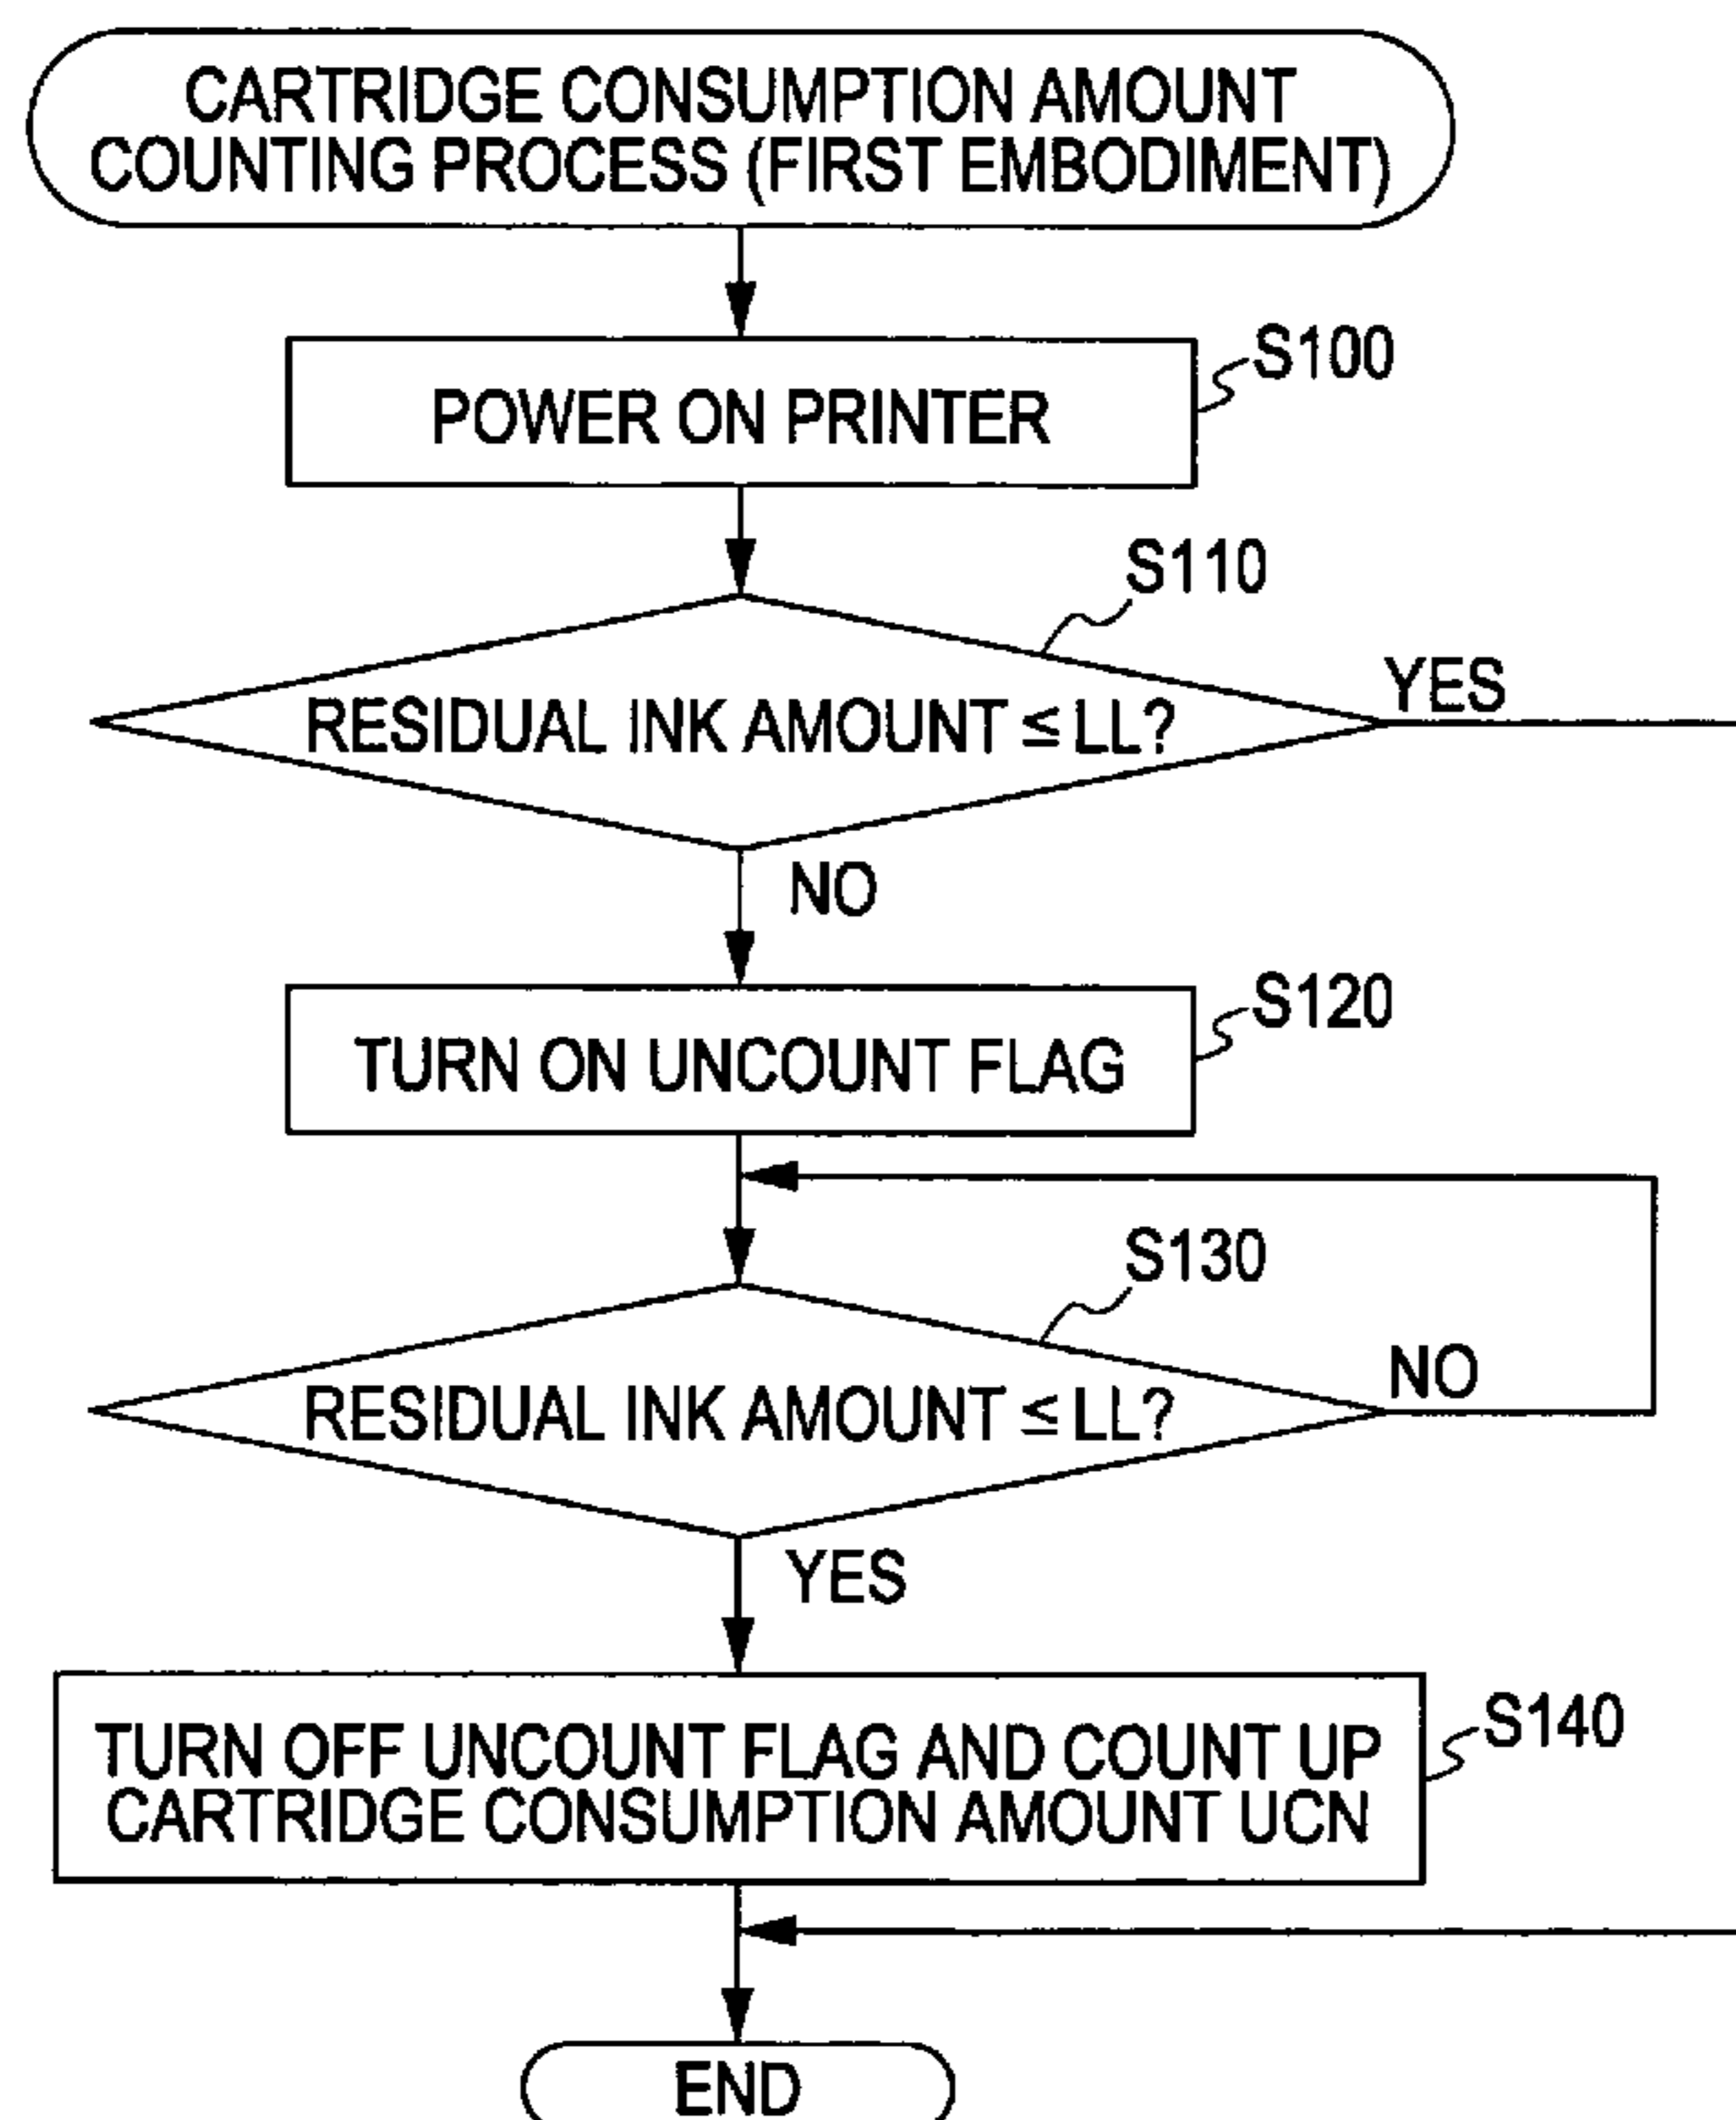 CARTRIDGE CONSUMPTION AMOUNT
COUNTING PROCESS (FIRST EMBODIMENT)
S100
POWER ON PRINTER
S110
RESIDUAL INK AMOUNT ≤ LL?
YES
NO
S120
TURN ON UNCOUNT FLAG
S130
RESIDUAL INK AMOUNT ≤ LL?
NO
YES
S140
TURN OFF UNCOUNT FLAG AND COUNT UP
CARTRIDGE CONSUMPTION AMOUNT UCN
END